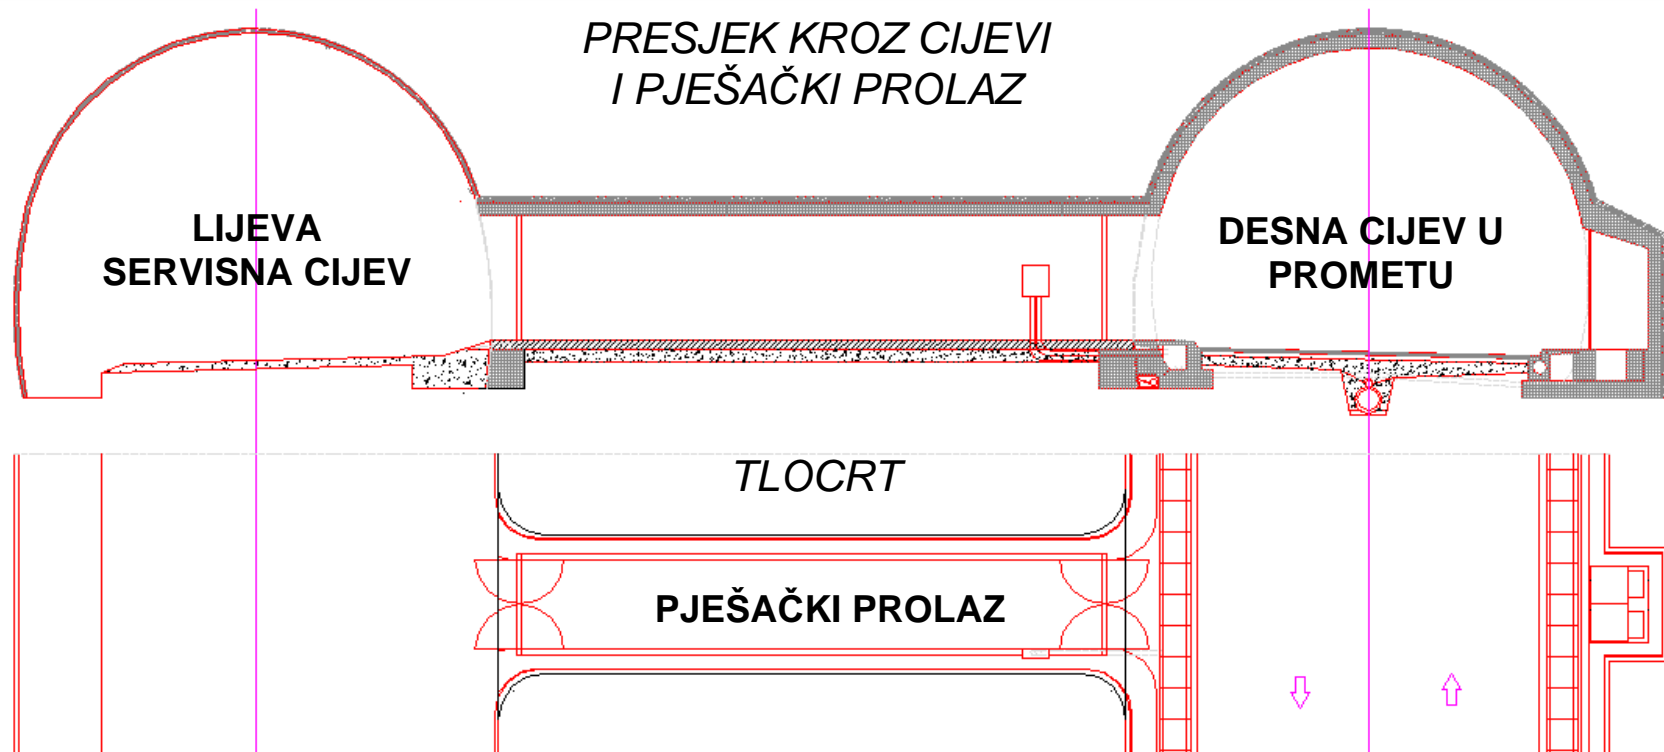 PRESJEK KROZ CIJEVI
I PJEŠAČKI PROLAZ
LIJEVA
SERVISNA CIJEV
DESNA CIJEV U
PROMETU
TLOCRT
PJEŠAČKI PROLAZ